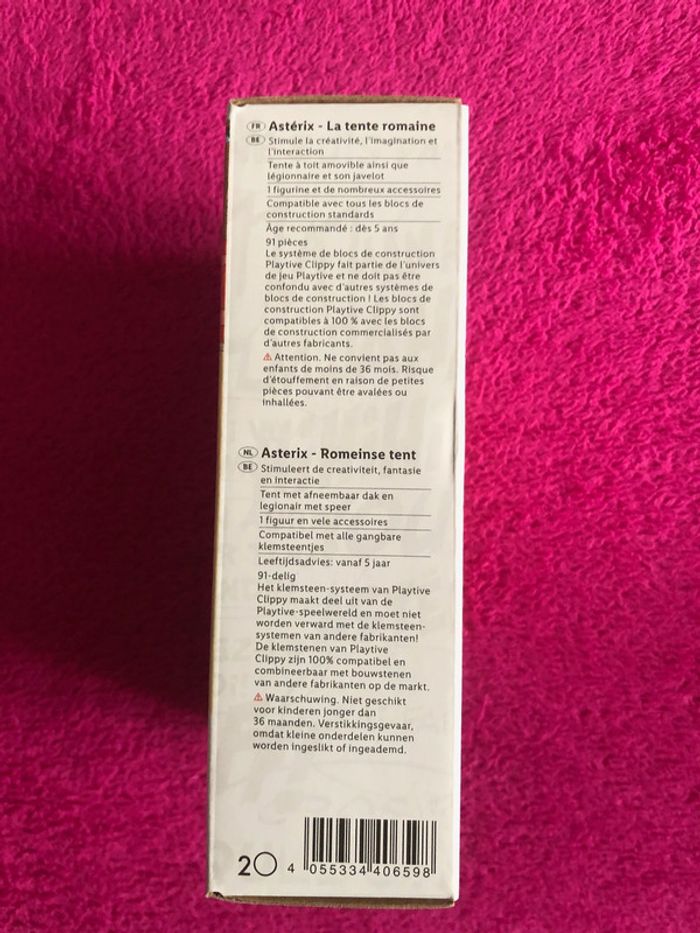 FR Astérix - La tente romaine
BE Stimule la créativité, l'imagination et
l'interaction
Tente à toit amovible ainsi que
légionnaire et son javelot
1 figurine et de nombreux accessoires
Compatible avec tous les blocs de
construction standards
Âge recommandé : dès 5 ans
91 pièces
Le système de blocs de construction
Playtive Clippy fait partie de l'univers
de jeu Playtive et ne doit pas être
confondu avec d'autres systèmes de
blocs de construction ! Les blocs de
construction Playtive Clippy sont
compatibles à 100 % avec les blocs
de construction commercialisés par
d'autres fabricants.
⚠ Attention. Ne convient pas aux
enfants de moins de 36 mois. Risque
d'étouffement en raison de petites
pièces pouvant être avalées ou
inhallées.
NL Asterix - Romeinse tent
BE Stimuleert de creativiteit, fantasie
en interactie
Tent met afneembaar dak en
legionair met speer
1 figuur en vele accessoires
Compatibel met alle gangbare
klemsteentjes
Leeftijdsadvies: vanaf 5 jaar
91-delig
Het klemsteen-systeem van Playtive
Clippy maakt deel uit van de
Playtive-speelwereld en moet niet
worden verward met de klemsteen-
systemen van andere fabrikanten!
De klemstenen van Playtive
Clippy zijn 100% compatibel en
combineerbaar met bouwstenen
van andere fabrikanten op de markt.
⚠ Waarschuwing. Niet geschikt
voor kinderen jonger dan
36 maanden. Verstikkingsgevaar,
omdat kleine onderdelen kunnen
worden ingeslikt of ingeademd.
20 4 055334 406598